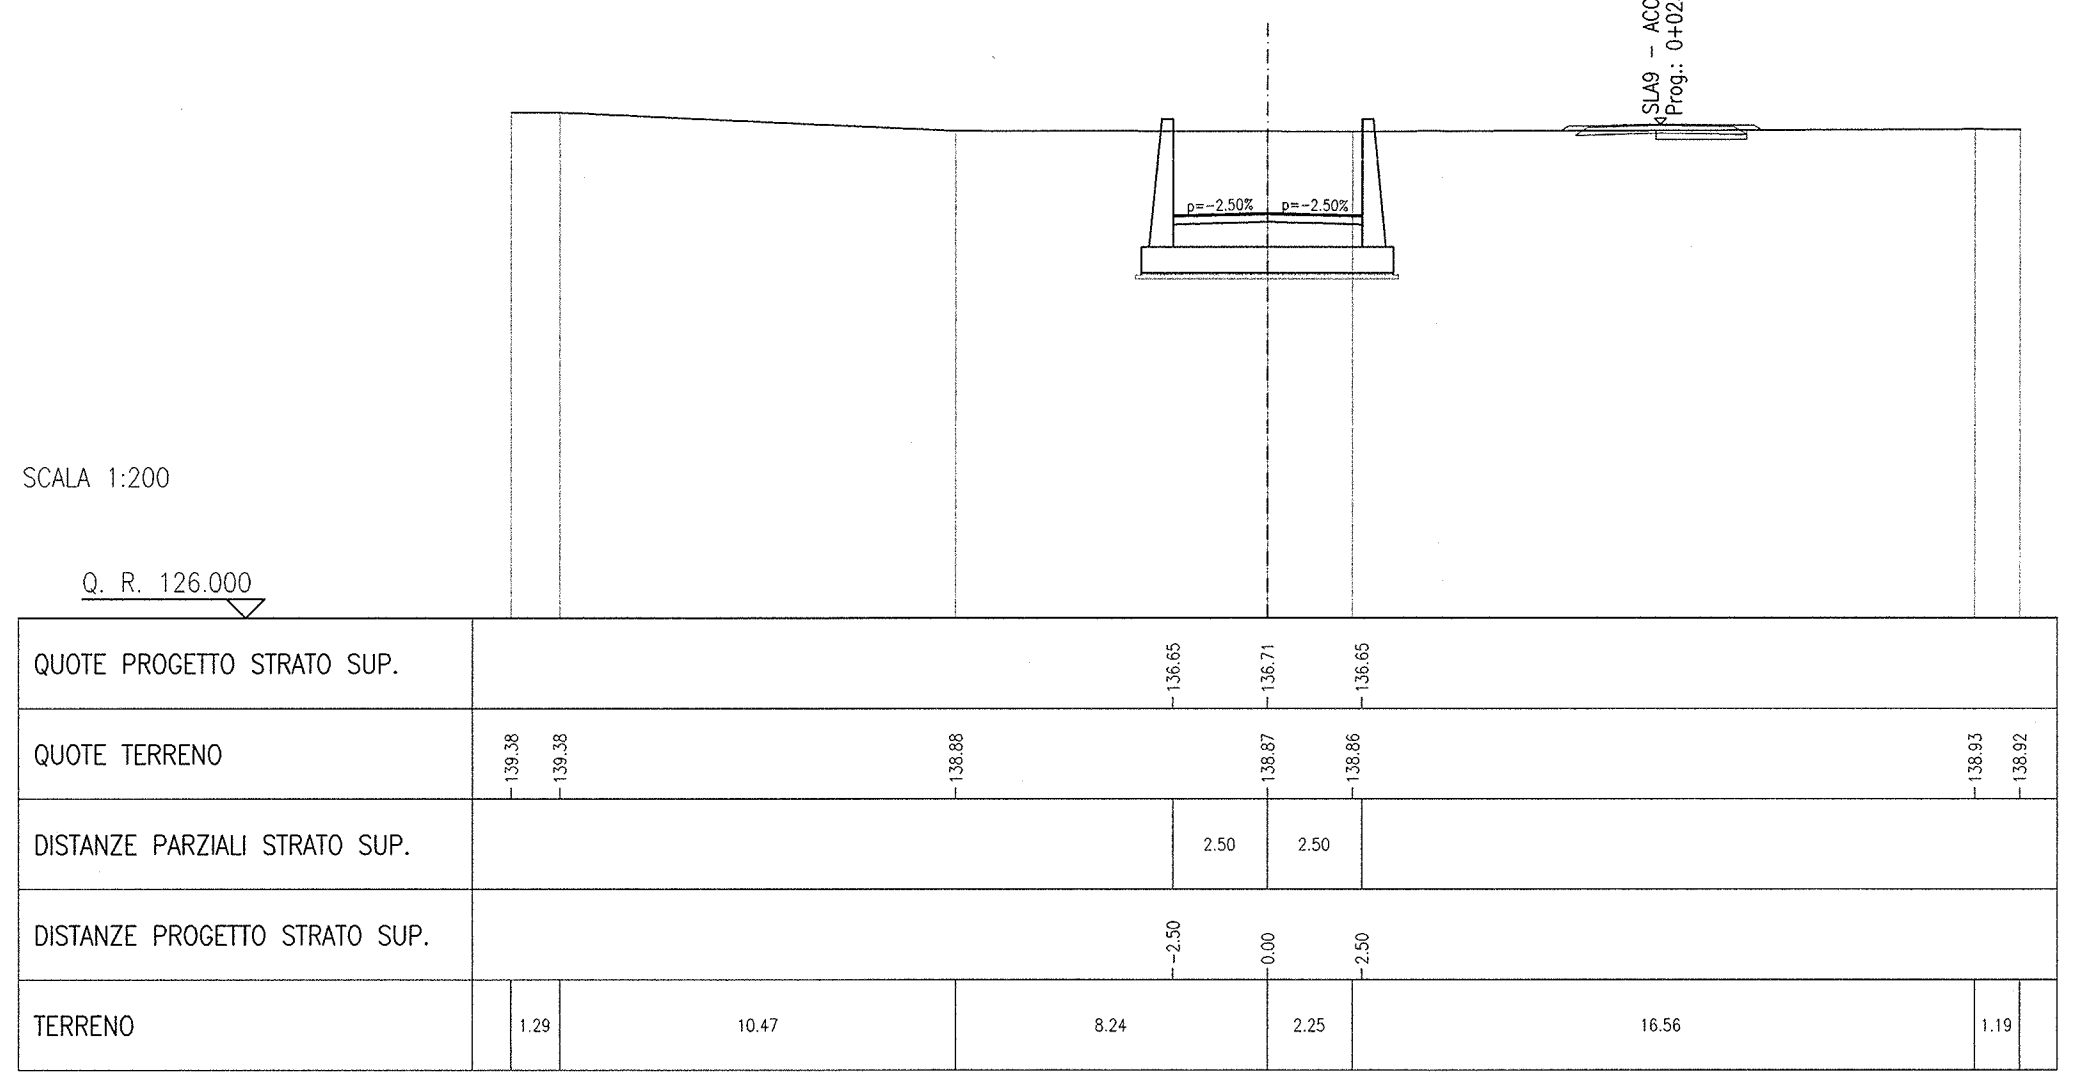 SLA9 - ACC
Prog.: 0+02
p=-2.50% p=-2.50%
SCALA 1:200
Q. R. 126.000
QUOTE PROGETTO STRATO SUP. 136.65 136.71 136.65
QUOTE TERRENO 139.38 139.38 138.88 138.87 138.86 138.93 138.92
DISTANZE PARZIALI STRATO SUP. 2.50 2.50
DISTANZE PROGETTO STRATO SUP. -2.50 0.00 2.50
TERRENO 1.29 10.47 8.24 2.25 16.56 1.19